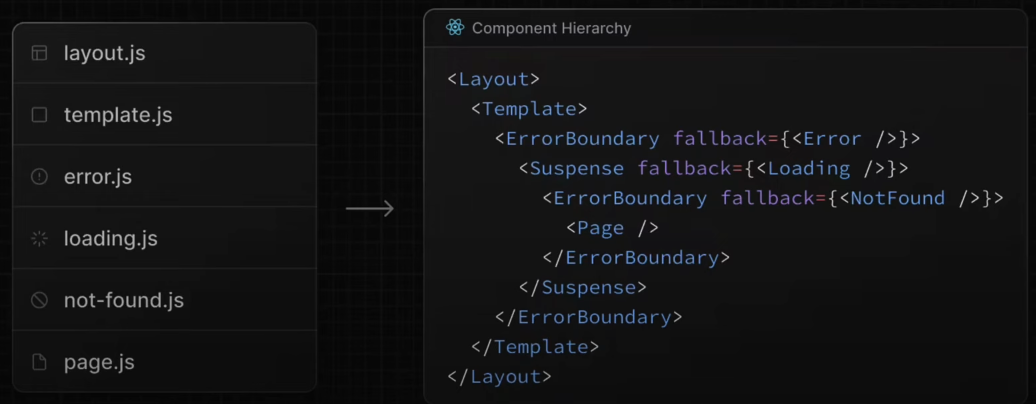 layout.js
template.js
error.js
loading.js
not-found.js
page.js
Component Hierarchy
<Layout>
  <Template>
    <ErrorBoundary fallback={<Error />}>
      <Suspense fallback={<Loading />}>
        <ErrorBoundary fallback={<NotFound />}>
          <Page />
        </ErrorBoundary>
      </Suspense>
    </ErrorBoundary>
  </Template>
</Layout>